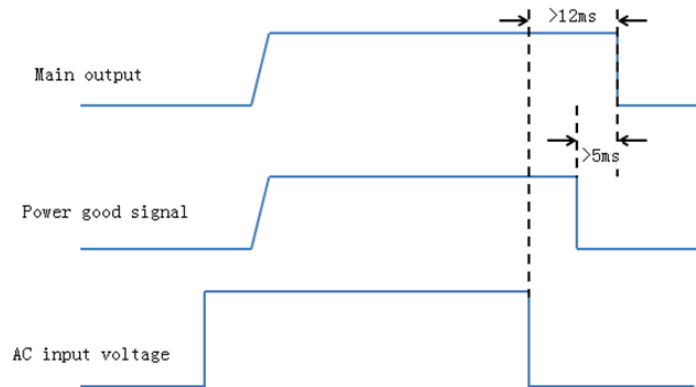 >12ms
Main output
>5ms
Power good signal
AC input voltage